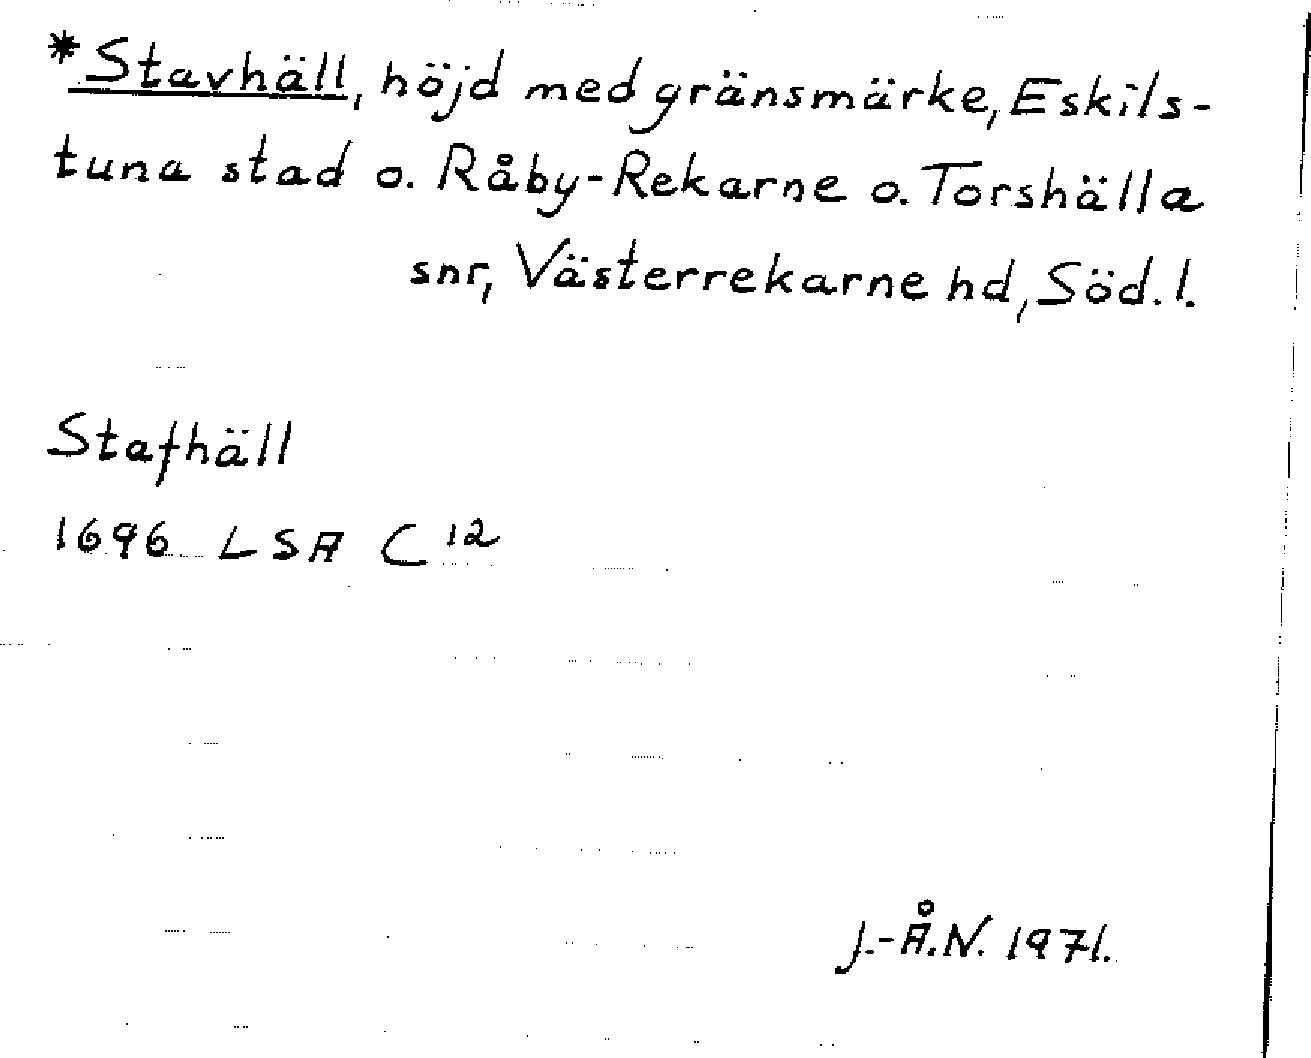 *Stavhäll, höjd med gränsmärke, Eskils-
tuna stad o. Råby-Rekarne o. Torshälla
snr, Västerrekarne hd, Söd. l.
Stafhäll
1696 LSA C 12
J.-Å.N. 1971.